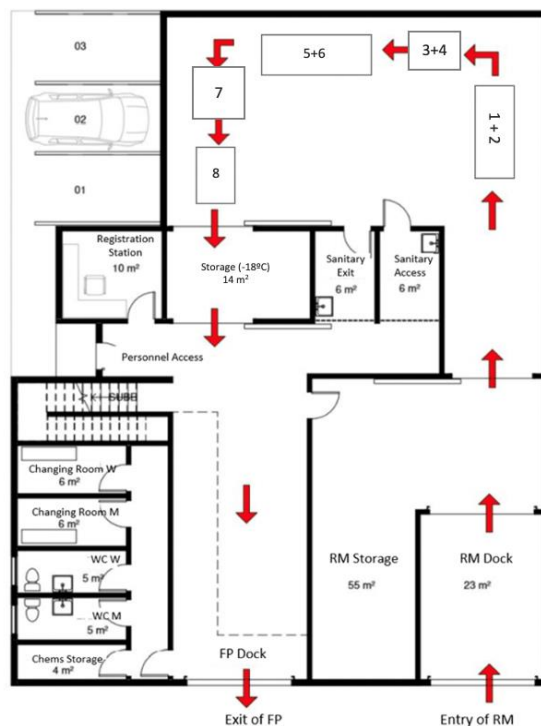 03
02
01
5+6
3+4
1 + 2
7
8
Registration
Station
10 m²
Storage (-18ºC)
14 m²
Sanitary
Exit
6 m²
Sanitary
Access
6 m²
Personnel Access
SUBE
Changing Room W
6 m²
Changing Room M
6 m²
WC W
5 m²
WC M
5 m²
Chems Storage
4 m²
RM Storage
55 m²
RM Dock
23 m²
FP Dock
Exit of FP
Entry of RM